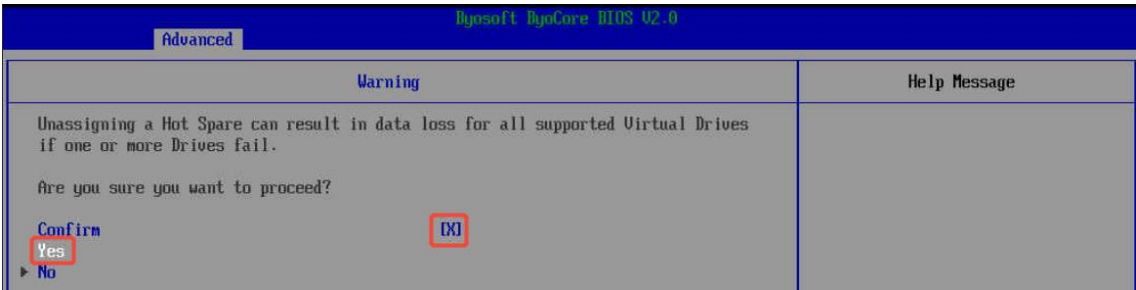 Byosoft ByoCore BIOS V2.0
Advanced
Warning
Help Message
Unassigning a Hot Spare can result in data loss for all supported Virtual Drives
if one or more Drives fail.
Are you sure you want to proceed?
Confirm [X]
Yes
No